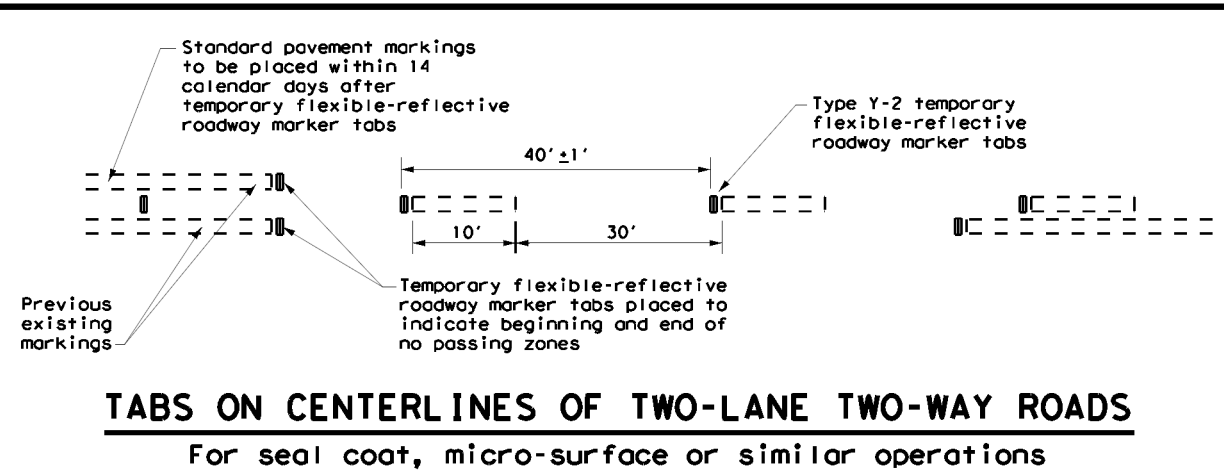 Standard pavement markings
to be placed within 14
calendar days after
temporary flexible-reflective
roadway marker tabs
Type Y-2 temporary
flexible-reflective
roadway marker tabs
40' ±1'
10'
30'
Previous
existing
markings
Temporary flexible-reflective
roadway marker tabs placed to
indicate beginning and end of
no passing zones
TABS ON CENTERLINES OF TWO-LANE TWO-WAY ROADS
For seal coat, micro-surface or similar operations